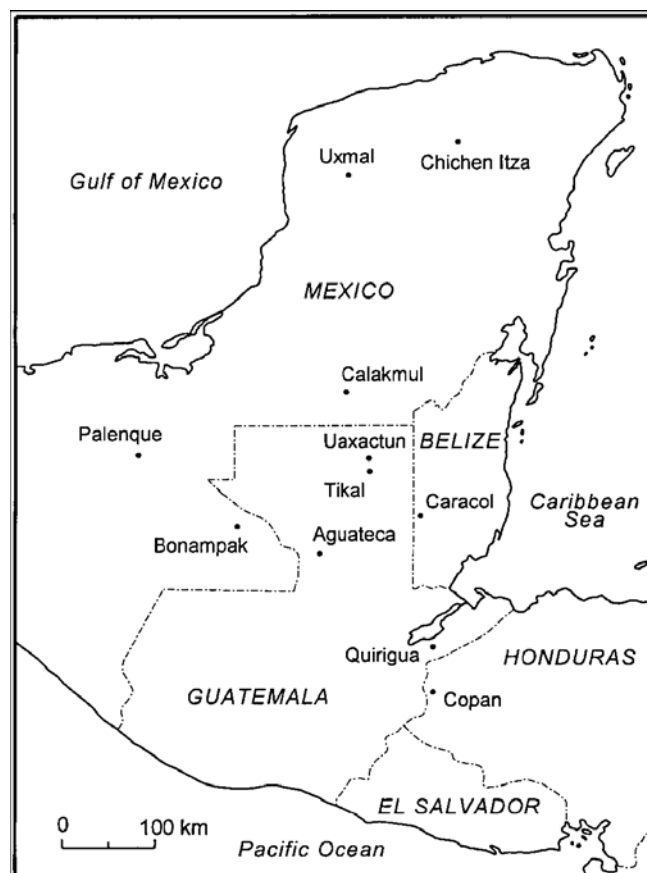 Uxmal
Chichen Itza
Gulf of Mexico
MEXICO
Calakmul
Palenque
Uaxactun
BELIZE
Tikal
Caracol
Caribbean
Sea
Bonampak
Aguateca
Quirigua
HONDURAS
GUATEMALA
Copan
EL SALVADOR
0
100 km
Pacific Ocean